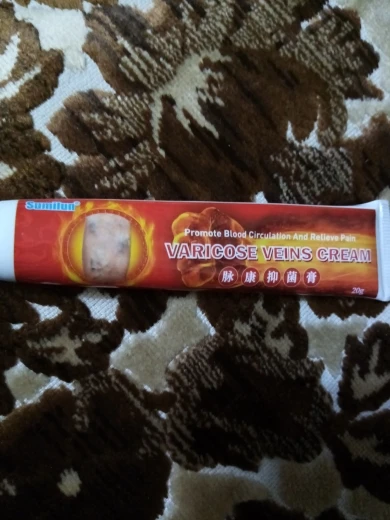 Sumifun®
Promote Blood Circulation And Relieve Pain
VARICOSE VEINS CREAM
脉康抑菌膏
20g